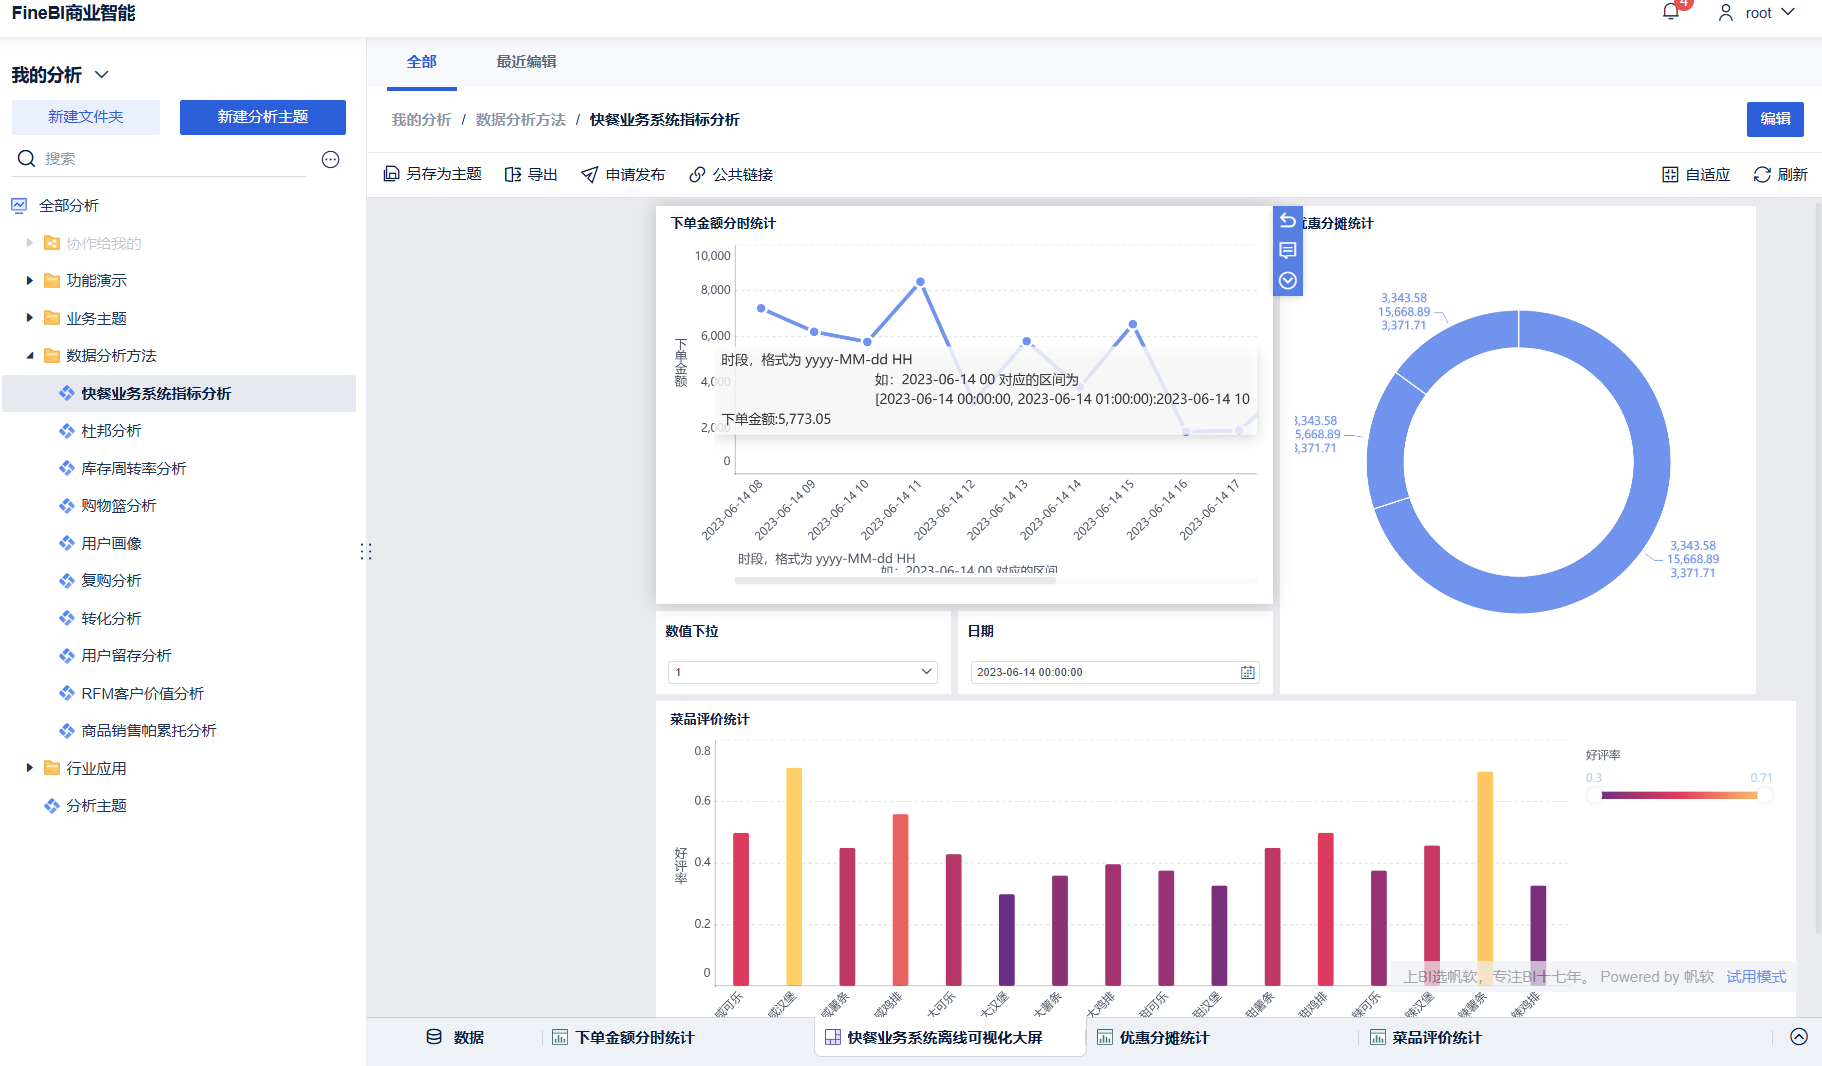 FineBI商业智能
4
root
我的分析
新建文件夹
新建分析主题
搜索
全部分析
协作给我的
功能演示
业务主题
数据分析方法
快餐业务系统指标分析
杜邦分析
库存周转率分析
购物篮分析
用户画像
复购分析
转化分析
用户留存分析
RFM客户价值分析
商品销售帕累托分析
行业应用
分析主题
全部
最近编辑
我的分析 / 数据分析方法 / 快餐业务系统指标分析
编辑
另存为主题
导出
申请发布
公共链接
自适应
刷新
下单金额分时统计
10,000
8,000
6,000
4,000
2,000
0
下单金额
时段，格式为 yyyy-MM-dd HH
如：2023-06-14 00 对应的区间为
[2023-06-14 00:00:00, 2023-06-14 01:00:00):2023-06-14 10
下单金额:5,773.05
2023-06-14 08
2023-06-14 09
2023-06-14 10
2023-06-14 11
2023-06-14 12
2023-06-14 13
2023-06-14 14
2023-06-14 15
2023-06-14 16
2023-06-14 17
时段，格式为 yyyy-MM-dd HH
如：2023-06-14 00 对应的区间
优惠分摊统计
3,343.58
15,668.89
3,371.71
3,343.58
15,668.89
3,371.71
3,343.58
15,668.89
3,371.71
数值下拉
1
日期
2023-06-14 00:00:00
菜品评价统计
0.8
0.6
0.4
0.2
0
好评率
咸可乐
咸汉堡
咸薯条
咸鸡排
大可乐
大汉堡
大薯条
大鸡排
甜可乐
甜汉堡
甜薯条
甜鸡排
辣可乐
辣汉堡
辣薯条
辣鸡排
好评率
0.3
0.71
上BI选帆软，专注BI十七年。 Powered by 帆软 试用模式
数据
下单金额分时统计
快餐业务系统离线可视化大屏
优惠分摊统计
菜品评价统计